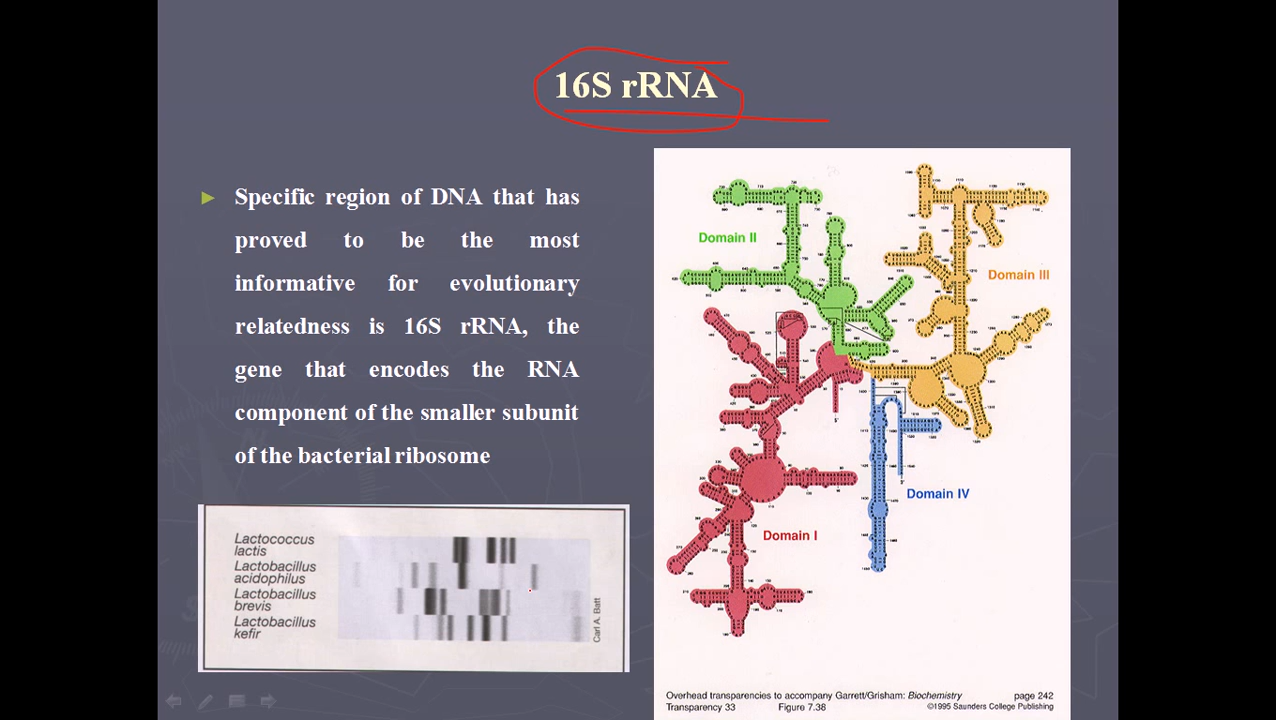 16S rRNA
Specific region of DNA that has
proved to be the most
informative for evolutionary
relatedness is 16S rRNA, the
gene that encodes the RNA
component of the smaller subunit
of the bacterial ribosome
Lactococcus
lactis
Lactobacillus
acidophilus
Lactobacillus
brevis
Lactobacillus
kefir
Carl A. Batt
Domain II
Domain III
Domain IV
Domain I
Overhead transparencies to accompany Garrett/Grisham: Biochemistry page 242
Transparency 33 Figure 7.38 ©1995 Saunders College Publishing